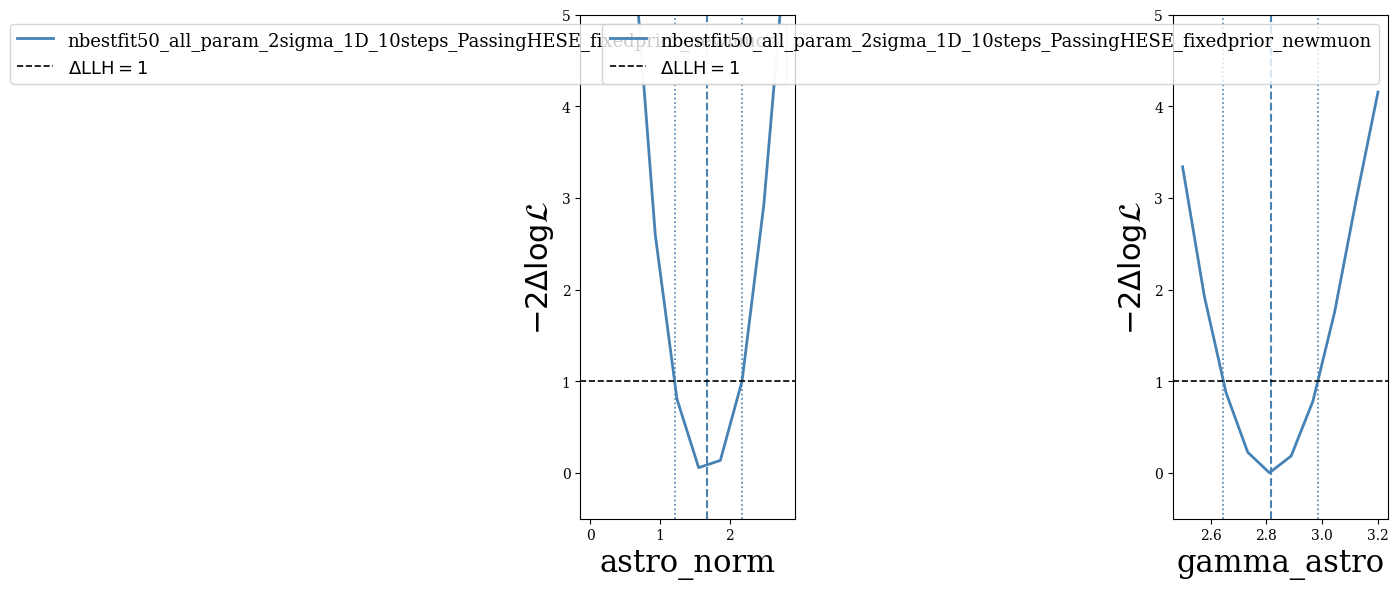 nbestfit50_all_param_2sigma_1D_10steps_PassingHESE_fi
ΔLLH = 1
nbestfit50_all_param_2sigma_1D_10steps_PassingHESE_fixedprior_newmuon
ΔLLH = 1
5
4
3
2
1
0
−2Δlogℒ
0
1
2
astro_norm
5
4
3
2
1
0
−2Δlogℒ
2.6
2.8
3.0
3.2
gamma_astro